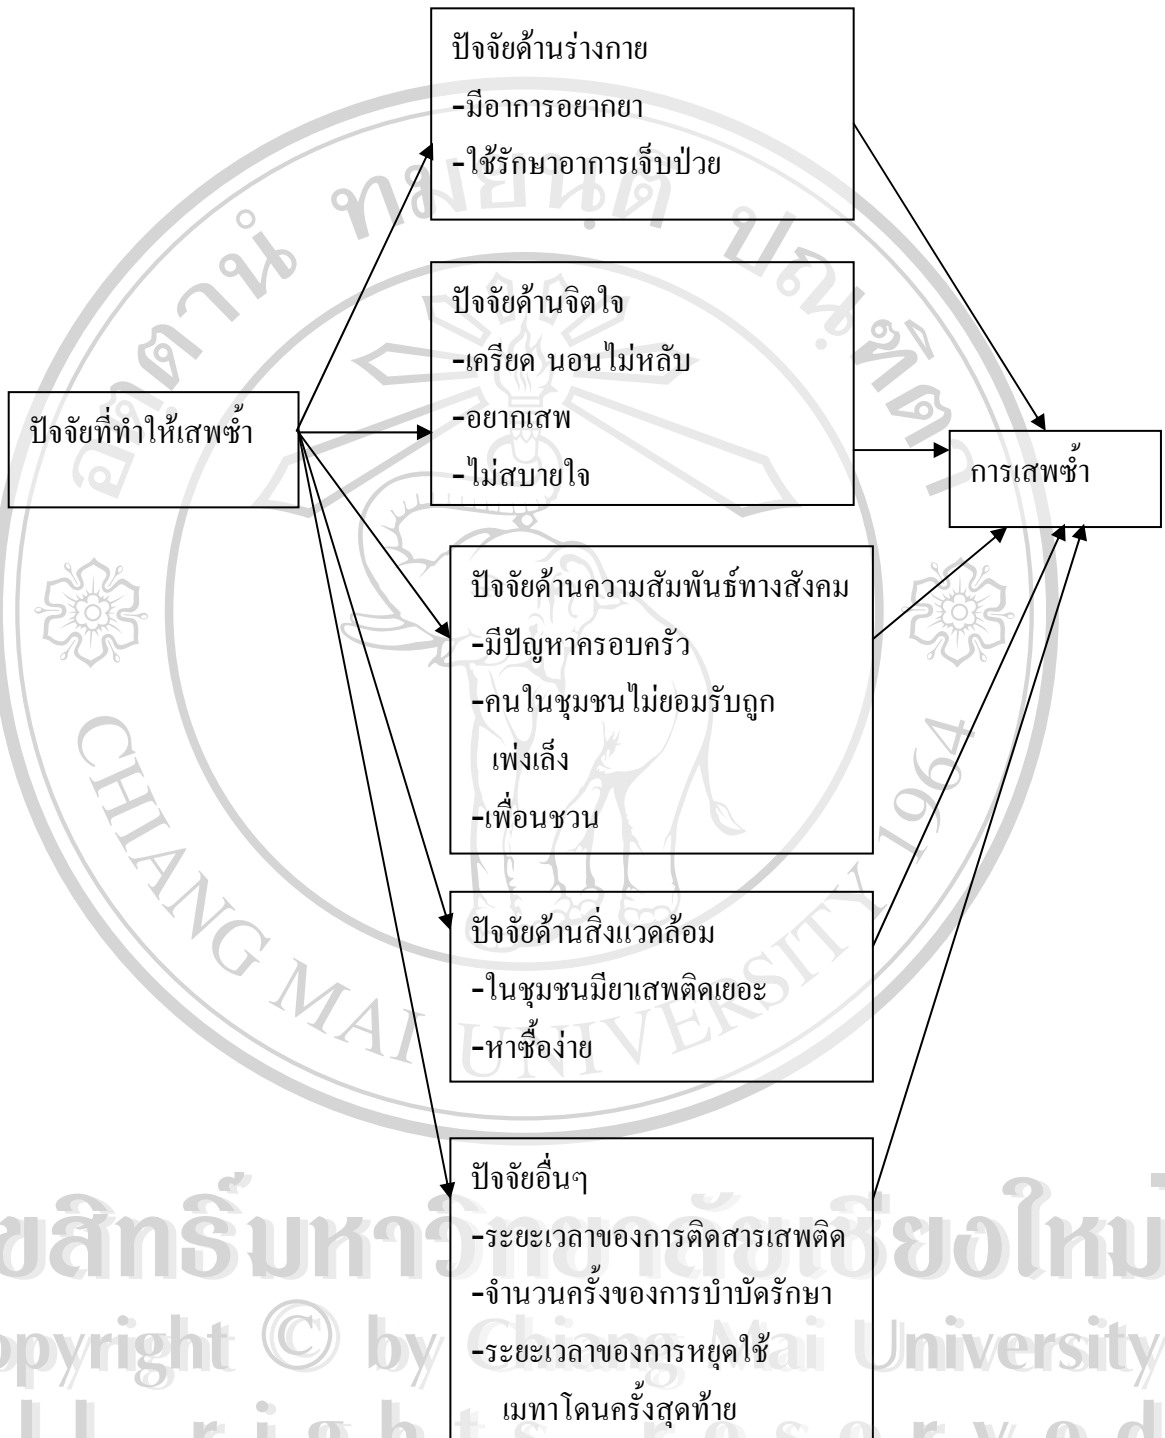 ปัจจัยด้านร่างกาย
-มีอาการอยากยา
-ใช้รักษาอาการเจ็บป่วย
ปัจจัยด้านจิตใจ
-เครียด นอนไม่หลับ
-อยากเสพ
-ไม่สบายใจ
ปัจจัยที่ทำให้เสพซ้ำ
การเสพซ้ำ
ปัจจัยด้านความสัมพันธ์ทางสังคม
-มีปัญหาครอบครัว
-คนในชุมชนไม่ยอมรับถูก
เพ่งเล็ง
-เพื่อนชวน
ปัจจัยด้านสิ่งแวดล้อม
-ในชุมชนมียาเสพติดเยอะ
-หาซื้อง่าย
ปัจจัยอื่นๆ
-ระยะเวลาของการติดสารเสพติด
-จำนวนครั้งของการบำบัดรักษา
-ระยะเวลาของการหยุดใช้
เมทาโดนครั้งสุดท้าย
อตฺตานํ ทมยนฺติ ปณฺฑิตา
CHIANG MAI UNIVERSITY 1964
ขสิทธิ์มหาวิทยาลัยเชียงใหม่
opyright © by Chiang Mai University
l l r i g h t s r e s e r v e d